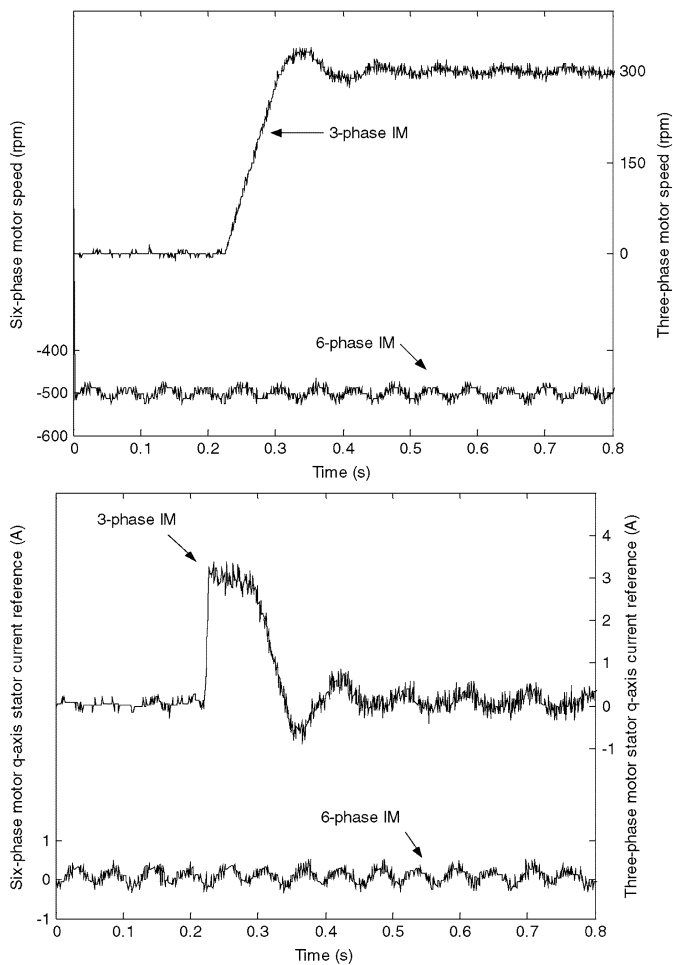 Six-phase motor speed (rpm)
-400
-500
-600
3-phase IM
6-phase IM
300
150
0
Three-phase motor speed (rpm)
0 0.1 0.2 0.3 0.4 0.5 0.6 0.7 0.8
Time (s)
Six-phase motor q-axis stator current reference (A)
1
0
-1
3-phase IM
6-phase IM
4
3
2
1
0
-1
Three-phase motor stator q-axis current reference (A)
0 0.1 0.2 0.3 0.4 0.5 0.6 0.7 0.8
Time (s)